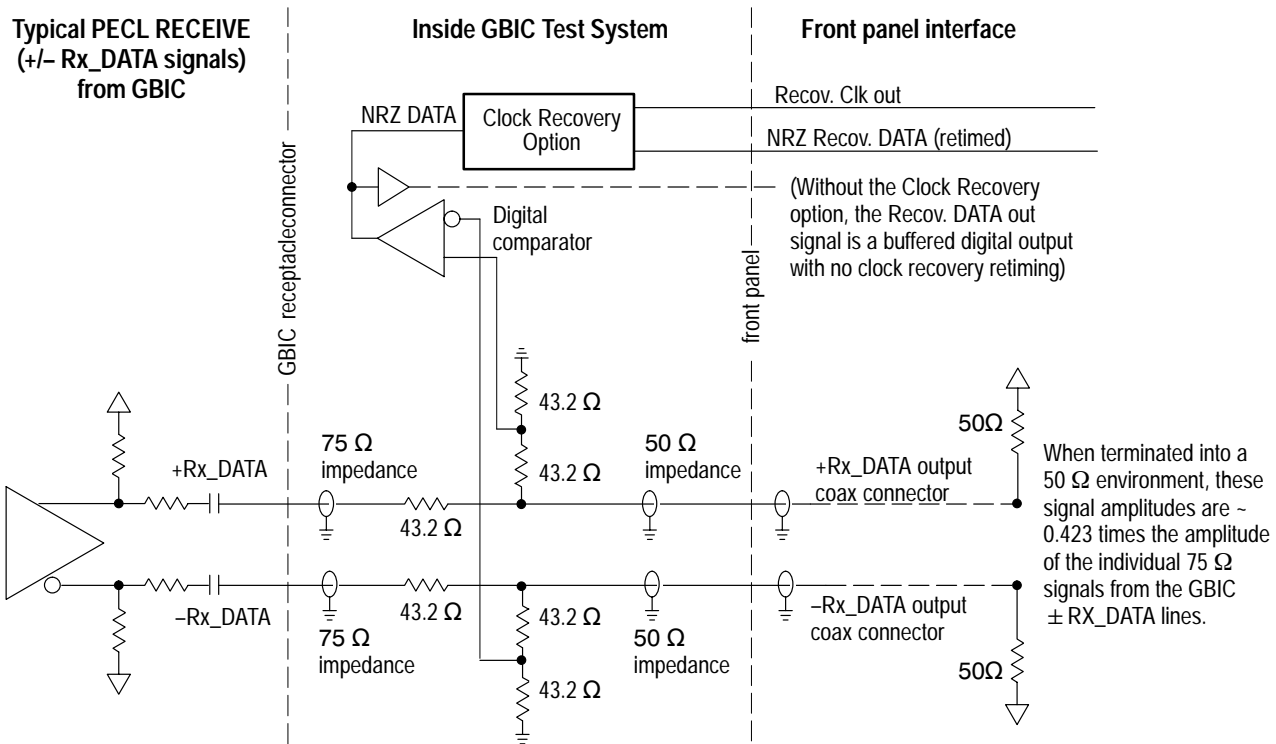 Typical PECL RECEIVE
(+/– Rx_DATA signals)
from GBIC
Inside GBIC Test System
Front panel interface
NRZ DATA
Clock Recovery
Option
Recov. Clk out
NRZ Recov. DATA (retimed)
(Without the Clock Recovery
option, the Recov. DATA out
signal is a buffered digital output
with no clock recovery retiming)
Digital
comparator
GBIC receptacleconnector
front panel
43.2 Ω
43.2 Ω
75 Ω
impedance
50 Ω
impedance
50Ω
+Rx_DATA
43.2 Ω
+Rx_DATA output
coax connector
When terminated into a
50 Ω environment, these
signal amplitudes are ~
0.423 times the amplitude
of the individual 75 Ω
signals from the GBIC
± RX_DATA lines.
–Rx_DATA
43.2 Ω
43.2 Ω
–Rx_DATA output
coax connector
75 Ω
impedance
50 Ω
impedance
43.2 Ω
50Ω